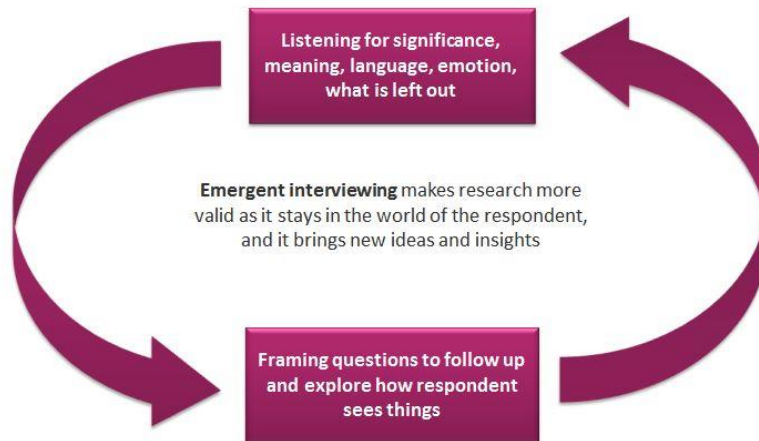 Listening for significance,
meaning, language, emotion,
what is left out
Emergent interviewing makes research more
valid as it stays in the world of the respondent,
and it brings new ideas and insights
Framing questions to follow up
and explore how respondent
sees things